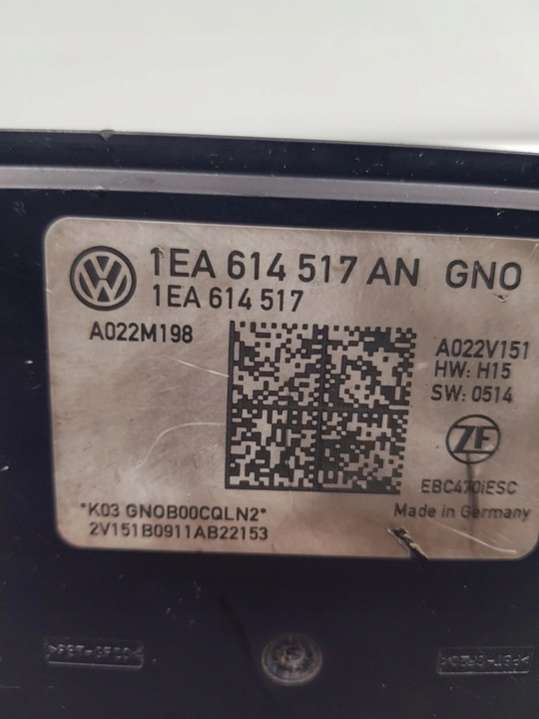 1EA 614 517 AN GNO
1EA 614 517
A022M198
A022V151
HW: H15
SW: 0514
ZF
EBC470iESC
Made in Germany
*K03 GNOB00CQLN2*
2V151B0911AB22153